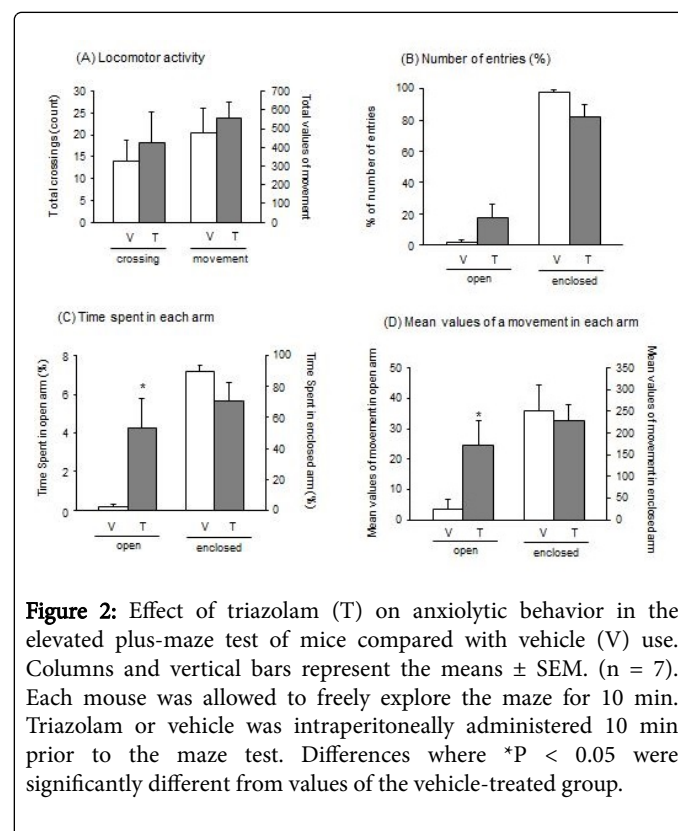 (A) Locomotor activity
Total crossings (count)
30
25
20
15
10
5
0
700
600
500
400
300
200
100
0
Total values of movement
V T V T
crossing movement
(B) Number of entries (%)
% of number of entries
100
80
60
40
20
0
V T V T
open enclosed
(C) Time spent in each arm
Time Spent in open arm (%)
8
6
4
2
0
*
100
80
60
40
20
0
Time Spent in enclosed arm (%)
V T V T
open enclosed
(D) Mean values of a movement in each arm
Mean values of movement in open arm
50
40
30
20
10
0
*
350
300
250
200
150
100
50
0
Mean values of movement in enclosed arm
V T V T
open enclosed
Figure 2: Effect of triazolam (T) on anxiolytic behavior in the
elevated plus-maze test of mice compared with vehicle (V) use.
Columns and vertical bars represent the means ± SEM. (n = 7).
Each mouse was allowed to freely explore the maze for 10 min.
Triazolam or vehicle was intraperitoneally administered 10 min
prior to the maze test. Differences where *P < 0.05 were
significantly different from values of the vehicle-treated group.